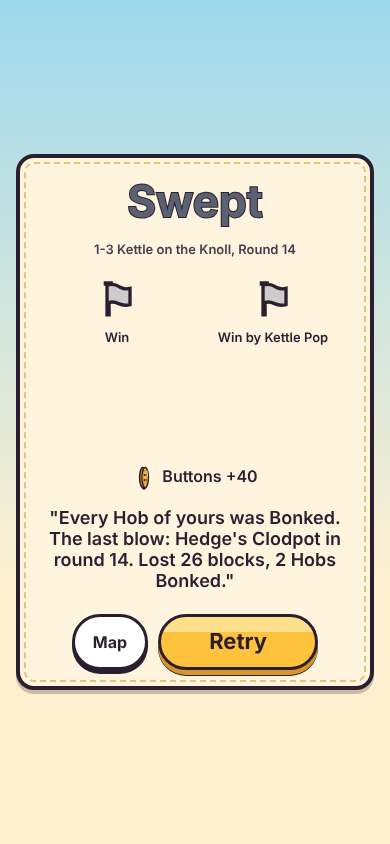 Swept
1-3 Kettle on the Knoll, Round 14
Win
Win by Kettle Pop
Buttons +40
"Every Hob of yours was Bonked.
The last blow: Hedge's Clodpot in
round 14. Lost 26 blocks, 2 Hobs
Bonked."
Map
Retry